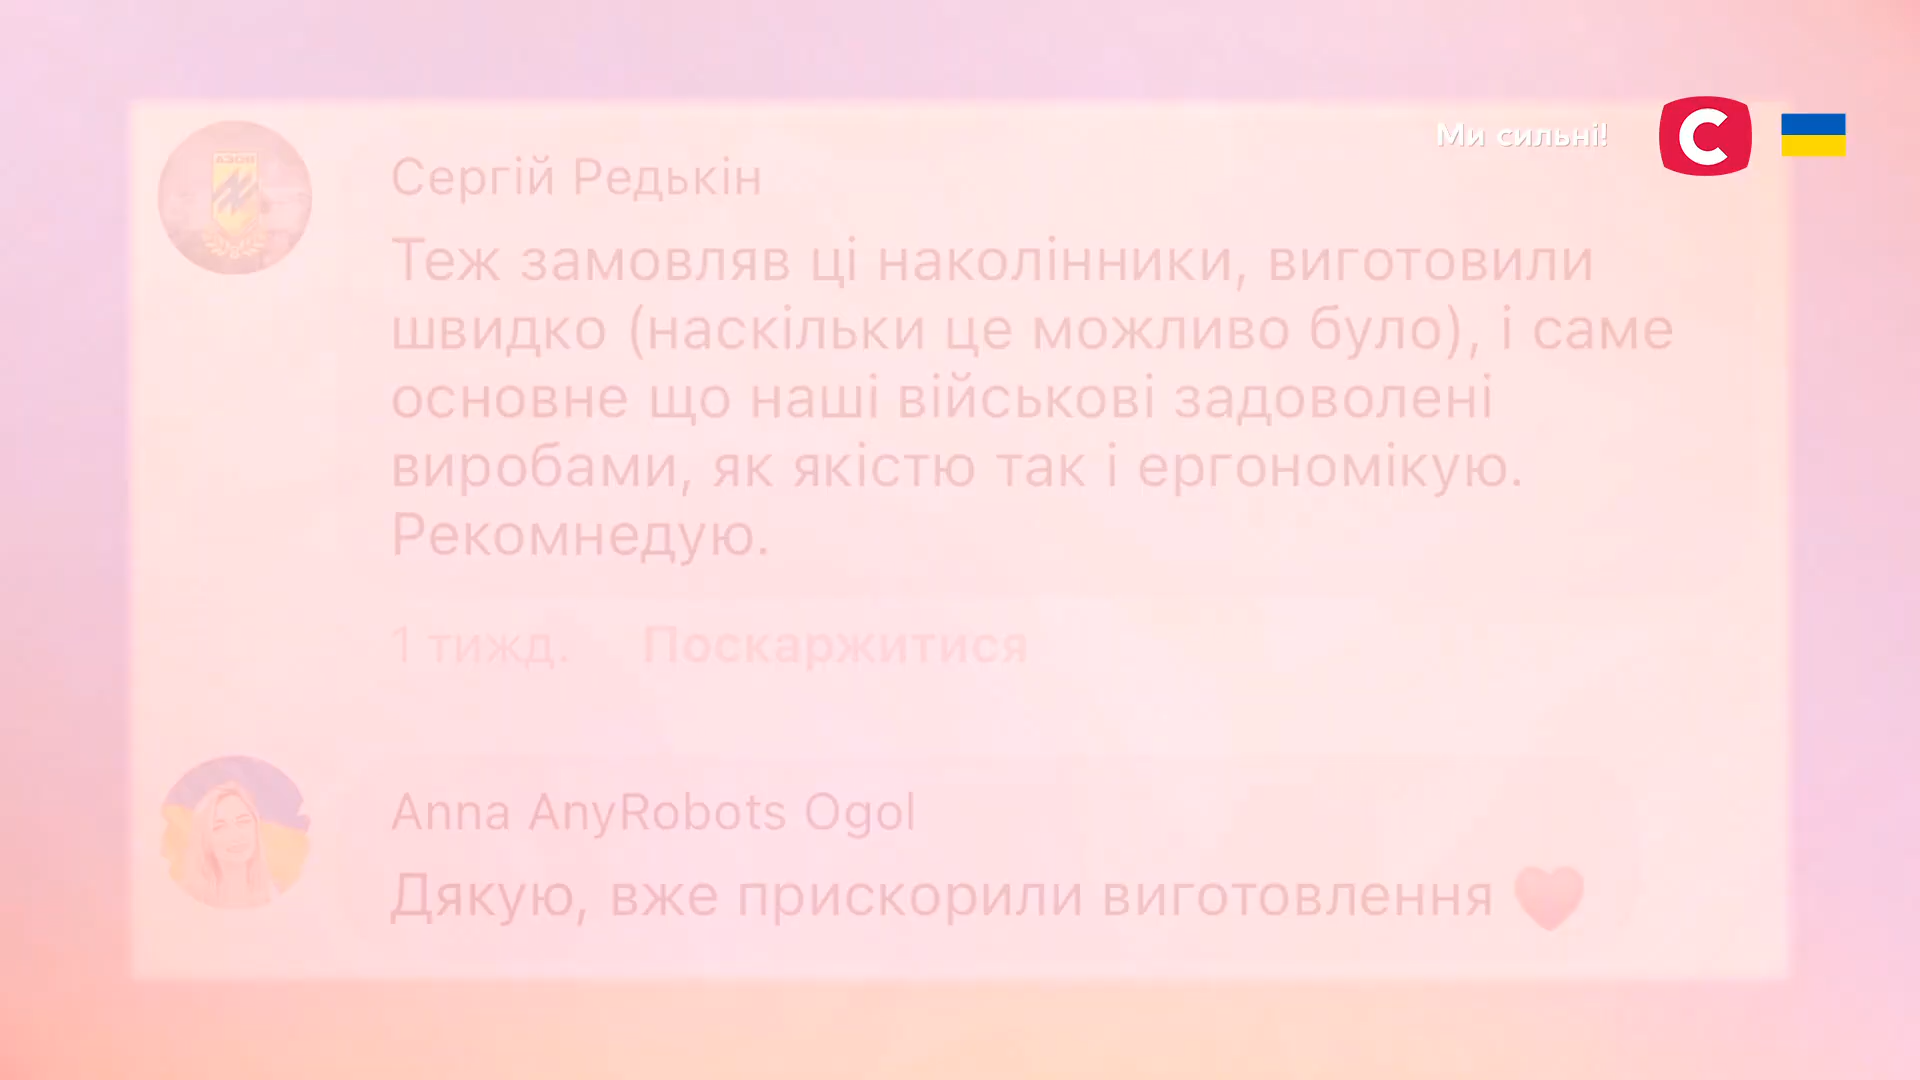 Ми сильні!
С
АЗОВ
Сергій Редькін
Теж замовляв ці наколінники, виготовили
швидко (наскільки це можливо було), і саме
основне що наші військові задоволені
виробами, як якістю так і ергономікую.
Рекомнедую.
1 тижд. Поскаржитися
Anna AnyRobots Ogol
Дякую, вже прискорили виготовлення ❤